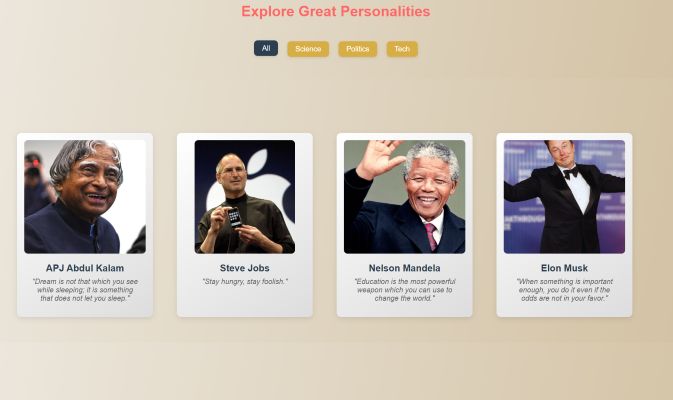 Explore Great Personalities
All Science Politics Tech
APJ Abdul Kalam
"Dream is not that which you see
while sleeping; it is something
that does not let you sleep."
Steve Jobs
"Stay hungry, stay foolish."
Nelson Mandela
"Education is the most powerful
weapon which you can use to
change the world."
Elon Musk
"When something is important
enough, you do it even if the
odds are not in your favor."